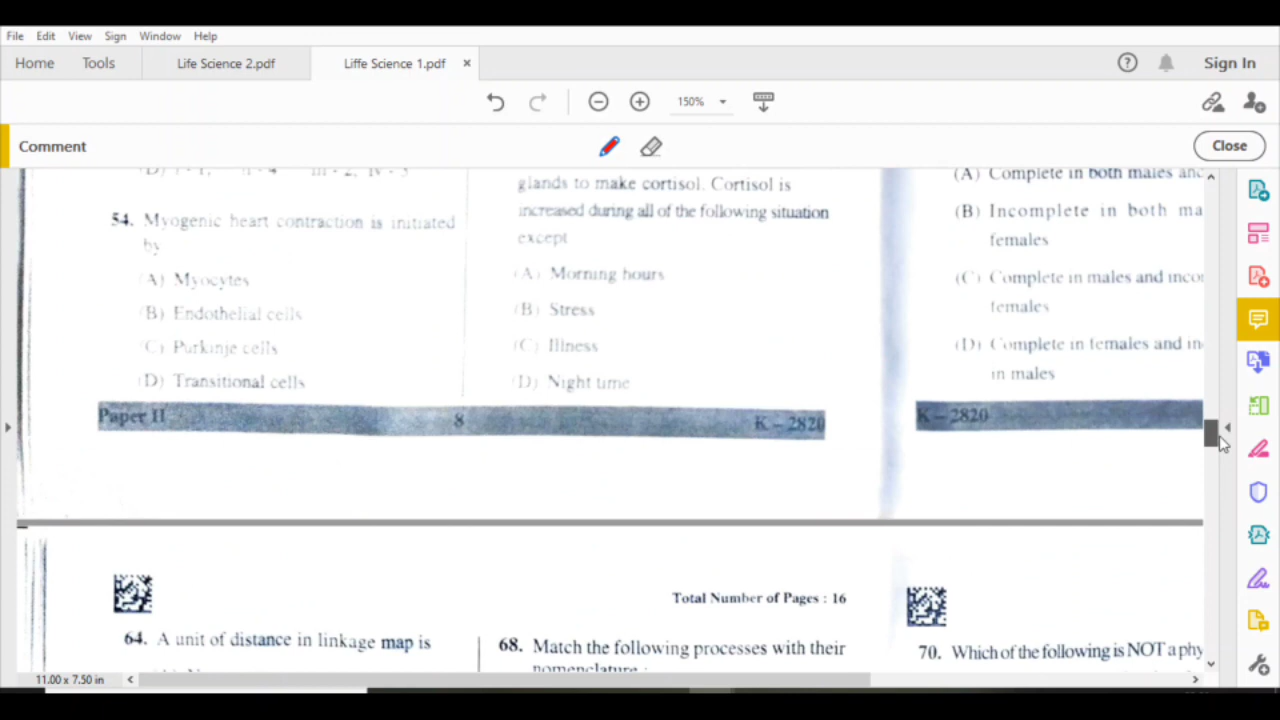 File Edit View Sign Window Help
Home Tools Life Science 2.pdf Liffe Science 1.pdf × ? Sign In
150%
Comment Close
54. Myogenic heart contraction is initiated
by
(A) Myocytes
(B) Endothelial cells
(C) Purkinje cells
(D) Transitional cells
glands to make cortisol. Cortisol is
increased during all of the following situation
except
(A) Morning hours
(B) Stress
(C) Illness
(D) Night time
(A) Complete in both males and
(B) Incomplete in both ma
females
(C) Complete in males and incor
females
(D) Complete in females and in
in males
Paper II 8 K – 2820
K – 2820
Total Number of Pages : 16
64. A unit of distance in linkage map is
68. Match the following processes with their
nomenclature :
70. Which of the following is NOT a phy
11.00 x 7.50 in